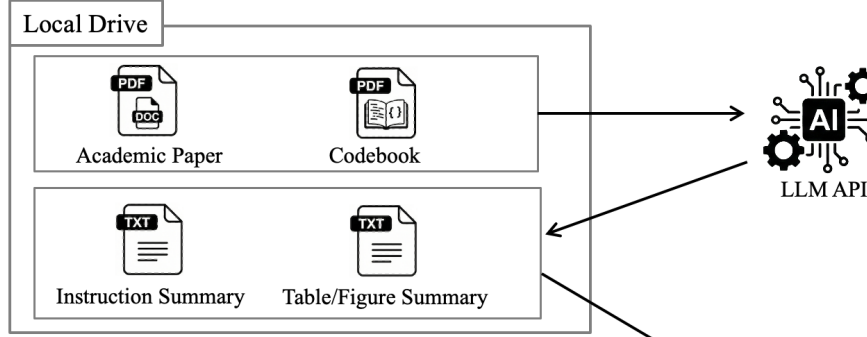 Local Drive
PDF
DOC
PDF
{}
AI
Academic Paper
Codebook
LLM API
TXT
TXT
Instruction Summary
Table/Figure Summary